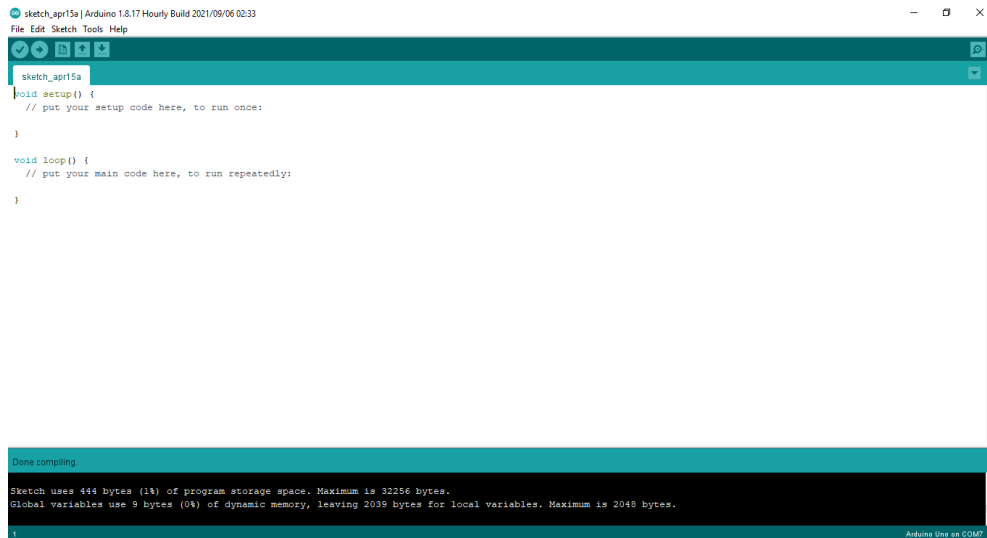 sketch_apr15a | Arduino 1.8.17 Hourly Build 2021/09/06 02:33
File Edit Sketch Tools Help
sketch_apr15a
void setup() {
  // put your setup code here, to run once:
}
void loop() {
  // put your main code here, to run repeatedly:
}
Done compiling.
Sketch uses 444 bytes (1%) of program storage space. Maximum is 32256 bytes.
Global variables use 9 bytes (0%) of dynamic memory, leaving 2039 bytes for local variables. Maximum is 2048 bytes.
1 Arduino Uno on COM7